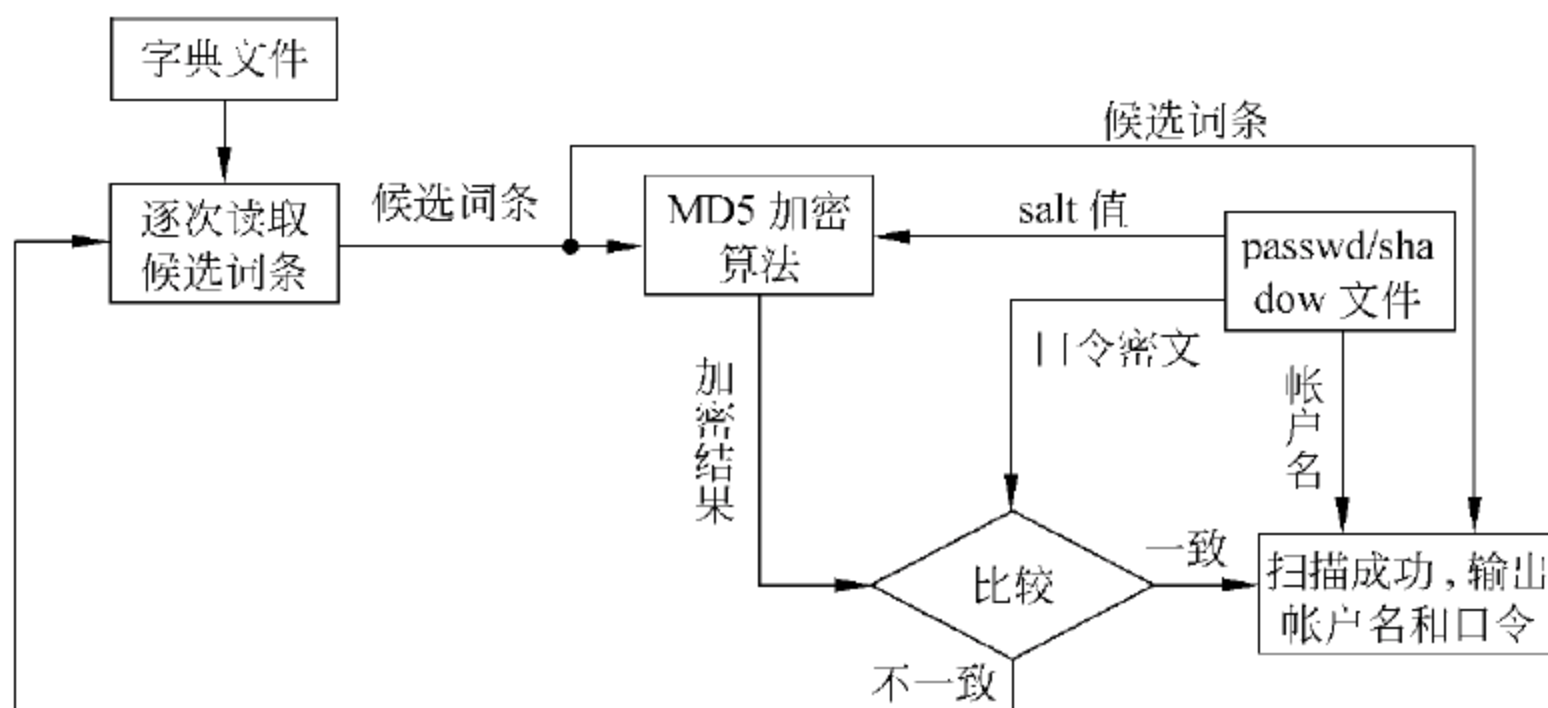 字典文件
候选词条
逐次读取
候选词条
候选词条
MD5 加密
算法
salt 值
passwd/sha
dow 文件
口令密文
加密结果
帐户名
比较
一致
扫描成功,输出
帐户名和口令
不一致